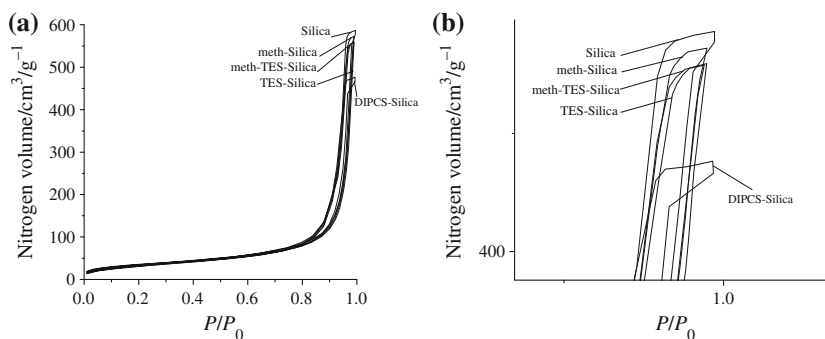 (a)
600
500
400
300
200
100
50
0
Nitrogen volume/cm³/g⁻¹
Silica
meth-Silica
meth-TES-Silica
TES-Silica
DIPCS-Silica
0.0 0.2 0.4 0.6 0.8 1.0
P/P₀
(b)
Nitrogen volume/cm³/g⁻¹
400
Silica
meth-Silica
meth-TES-Silica
TES-Silica
DIPCS-Silica
1.0
P/P₀